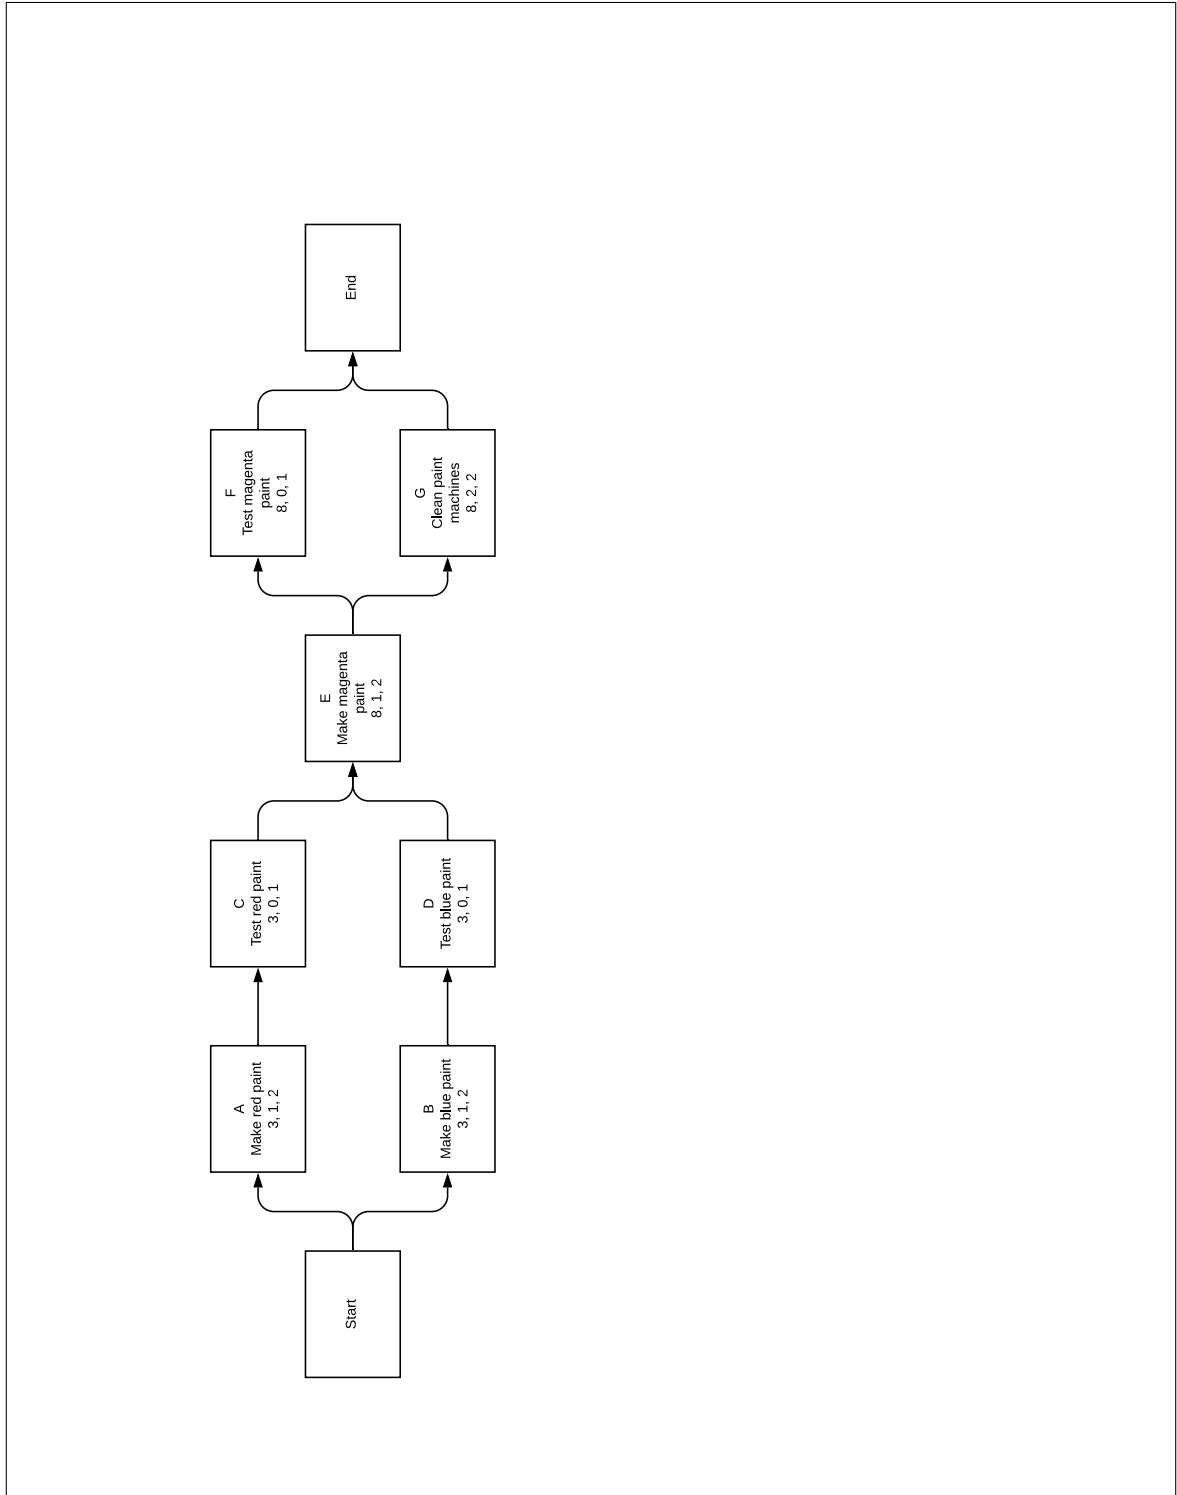 Start
A
Make red paint
3, 1, 2
B
Make blue paint
3, 1, 2
C
Test red paint
3, 0, 1
D
Test blue paint
3, 0, 1
E
Make magenta
paint
8, 1, 2
F
Test magenta
paint
8, 0, 1
G
Clean paint
machines
8, 2, 2
End